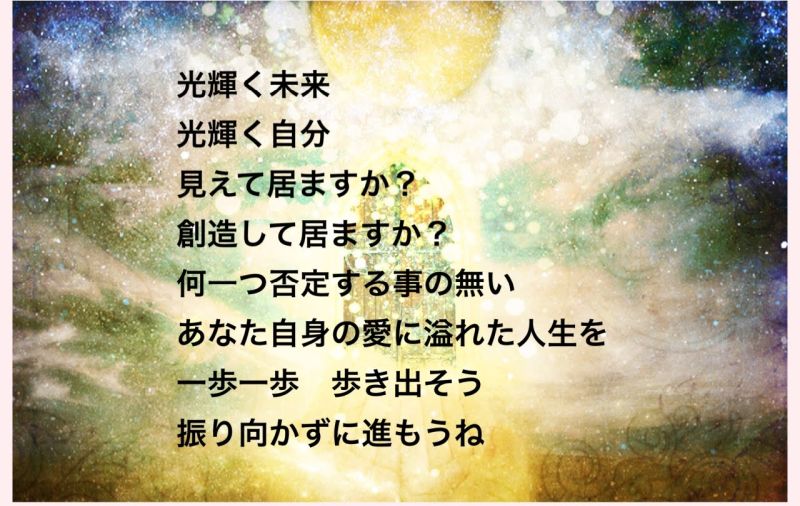 光輝く未来
光輝く自分
見えて居ますか？
創造して居ますか？
何一つ否定する事の無い
あなた自身の愛に溢れた人生を
一歩一歩　歩き出そう
振り向かずに進もうね